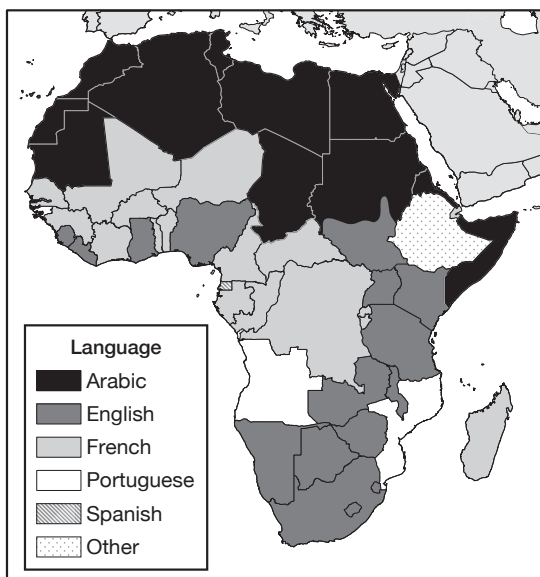 Language
Arabic
English
French
Portuguese
Spanish
Other